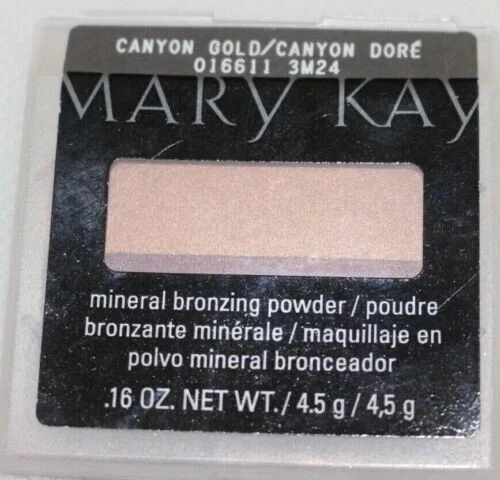 CANYON GOLD/CANYON DORÉ
016611 3M24
MARY KAY
mineral bronzing powder / poudre
bronzante minérale / maquillaje en
polvo mineral bronceador
.16 OZ. NET WT./ 4.5 g / 4,5 g